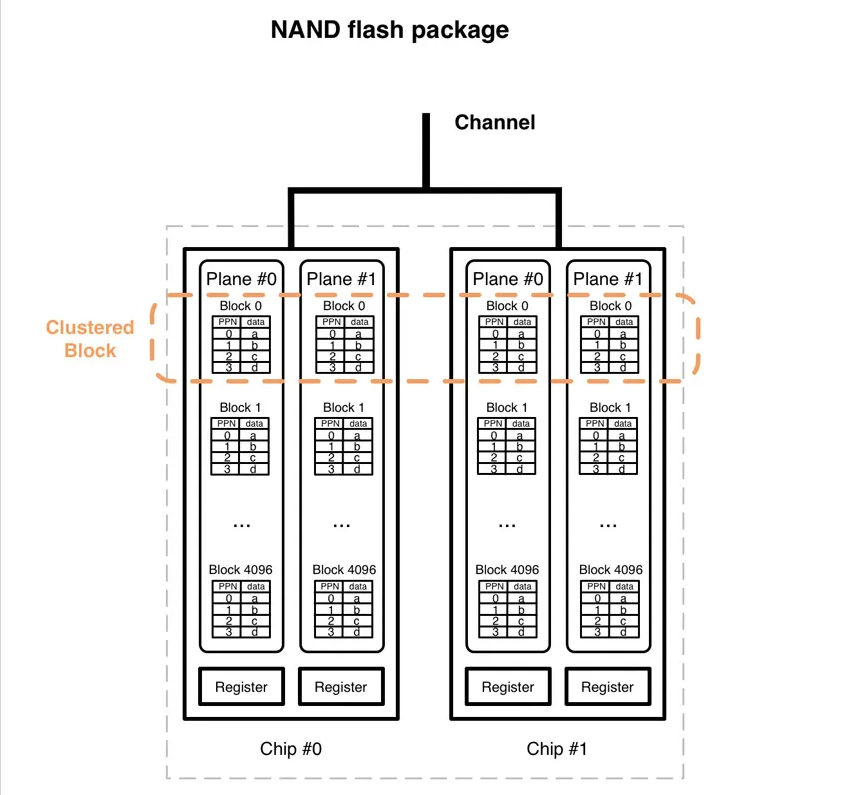 NAND flash package
Channel
Plane #0 Plane #1 Plane #0 Plane #1
Clustered
Block
Block 0 Block 0 Block 0 Block 0
PPN data PPN data PPN data PPN data
0 a 0 a 0 a 0 a
1 b 1 b 1 b 1 b
2 c 2 c 2 c 2 c
3 d 3 d 3 d 3 d
Block 1 Block 1 Block 1 Block 1
PPN data PPN data PPN data PPN data
0 a 0 a 0 a 0 a
1 b 1 b 1 b 1 b
2 c 2 c 2 c 2 c
3 d 3 d 3 d 3 d
... ... ... ...
Block 4096 Block 4096 Block 4096 Block 4096
PPN data PPN data PPN data PPN data
0 a 0 a 0 a 0 a
1 b 1 b 1 b 1 b
2 c 2 c 2 c 2 c
3 d 3 d 3 d 3 d
Register Register Register Register
Chip #0 Chip #1